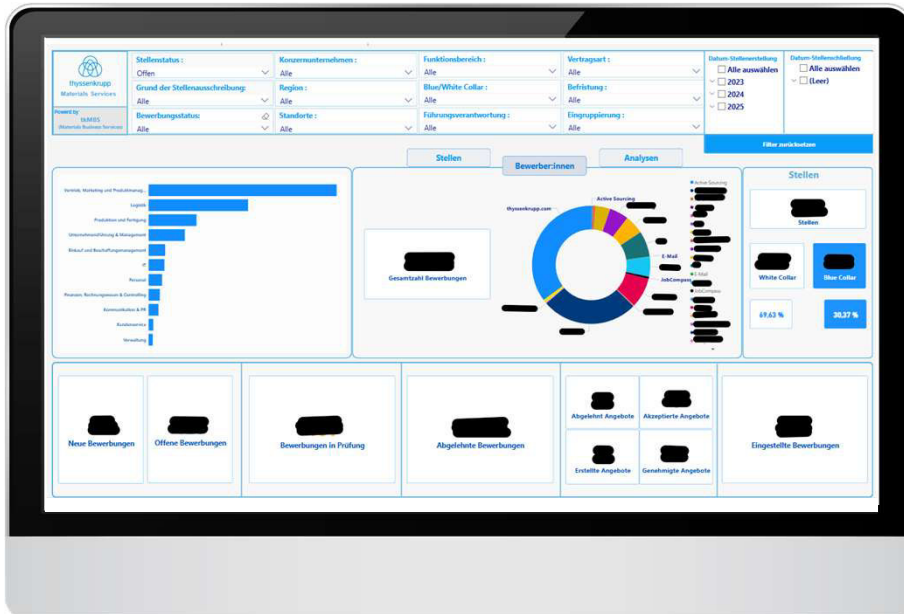 thyssenkrupp
Materials Services
Powerd by
tkMBS
(Materials Business Services)
Stellenstatus :
Offen
Grund der Stellenausschreibung:
Alle
Bewerbungsstatus:
Alle
Konzernunternehmen :
Alle
Region :
Alle
Standorte :
Alle
Funktionsbereich :
Alle
Blue/White Collar :
Alle
Führungsverantwortung :
Alle
Vertragsart :
Alle
Befristung :
Alle
Eingruppierung :
Alle
Datum-Stellenerstellung
Alle auswählen
2023
2024
2025
Datum-Stellenschließung
Alle auswählen
(Leer)
Filter zurücksetzen
Stellen
Bewerber:innen
Analysen
Vertrieb, Marketing und Produktmanag...
Logistik
Produktion und Fertigung
Unternehmensführung & Management
Einkauf und Beschaffungsmanagement
IT
Personal
Finanzen, Rechnungswesen & Controlling
Kommunikation & PR
Kundenservice
Verwaltung
Gesamtzahl Bewerbungen
thyssenkrupp.com
Active Sourcing
E-Mail
JobCompass
Active Sourcing
E-Mail
JobCompass
Stellen
Stellen
White Collar
Blue Collar
69,63 %
30,37 %
Neue Bewerbungen
Offene Bewerbungen
Bewerbungen in Prüfung
Abgelehnte Bewerbungen
Abgelehnt Angebote
Akzeptierte Angebote
Erstellte Angebote
Genehmigte Angebote
Eingestellte Bewerbungen